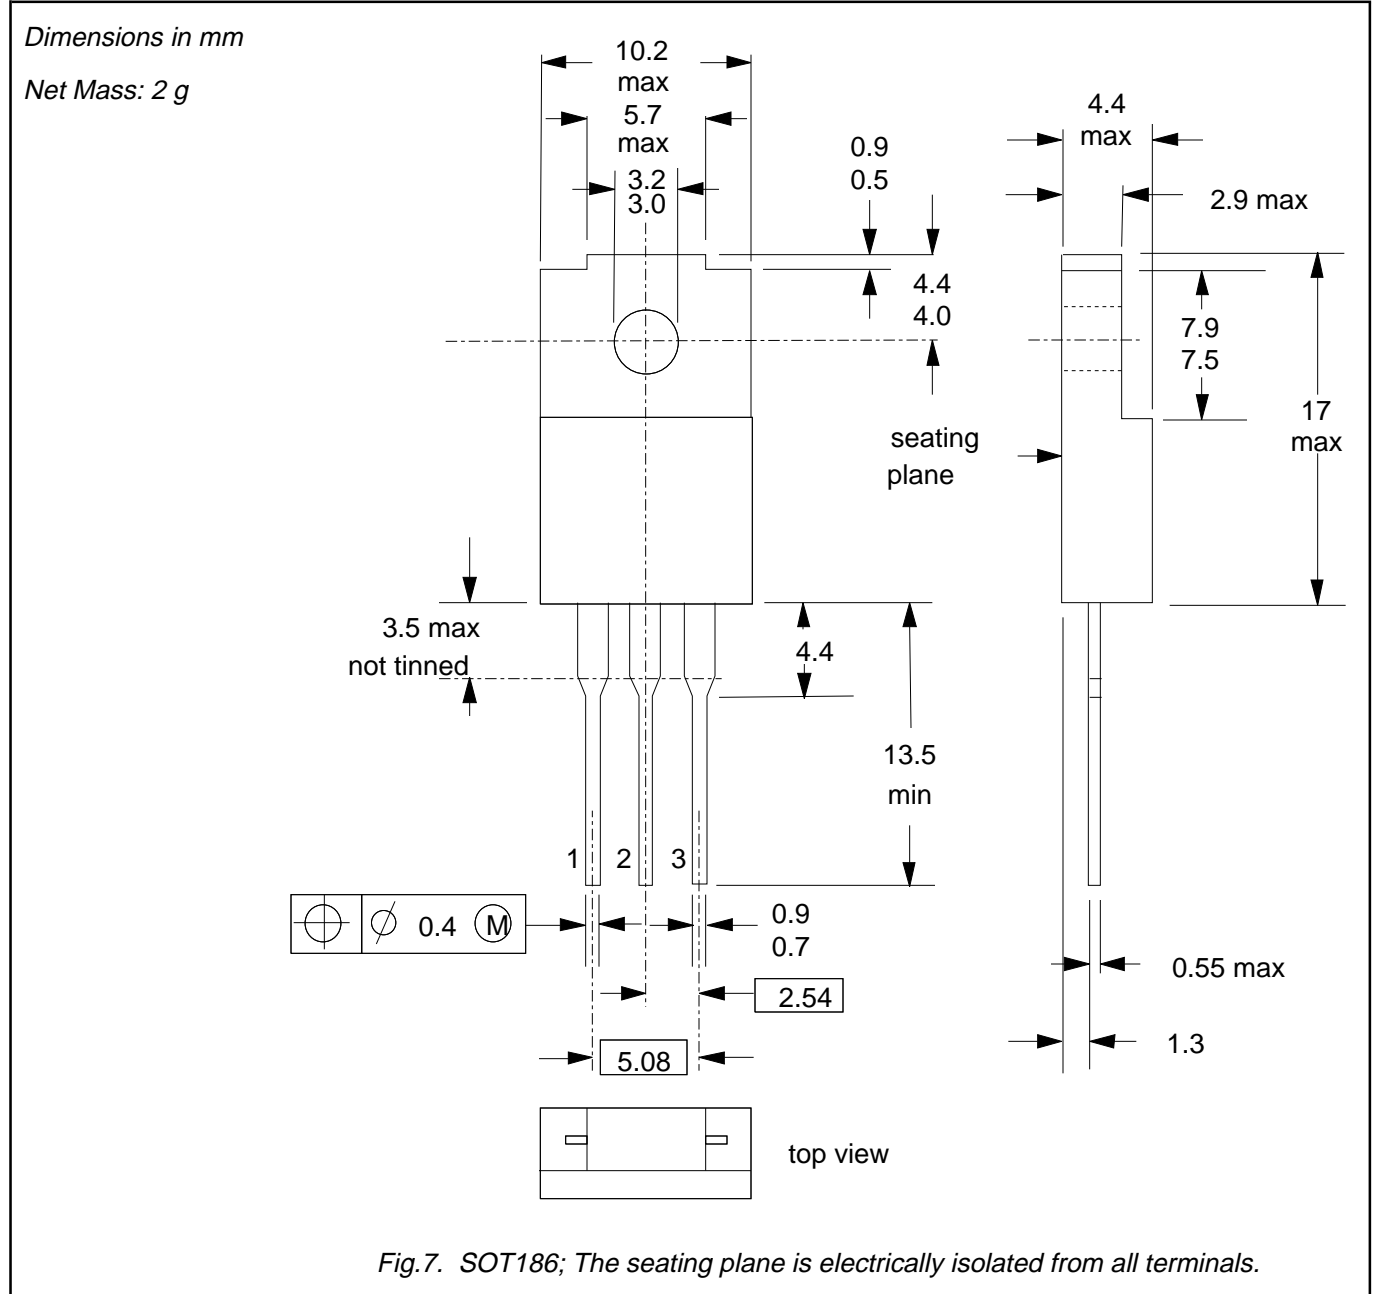 Dimensions in mm
Net Mass: 2 g
10.2
max
5.7
max
3.2
3.0
0.9
0.5
4.4
4.0
4.4
max
2.9 max
7.9
7.5
17
max
seating
plane
3.5 max
not tinned
4.4
13.5
min
1 2 3
0.4 M
0.9
0.7
2.54
5.08
0.55 max
1.3
top view
Fig.7. SOT186; The seating plane is electrically isolated from all terminals.